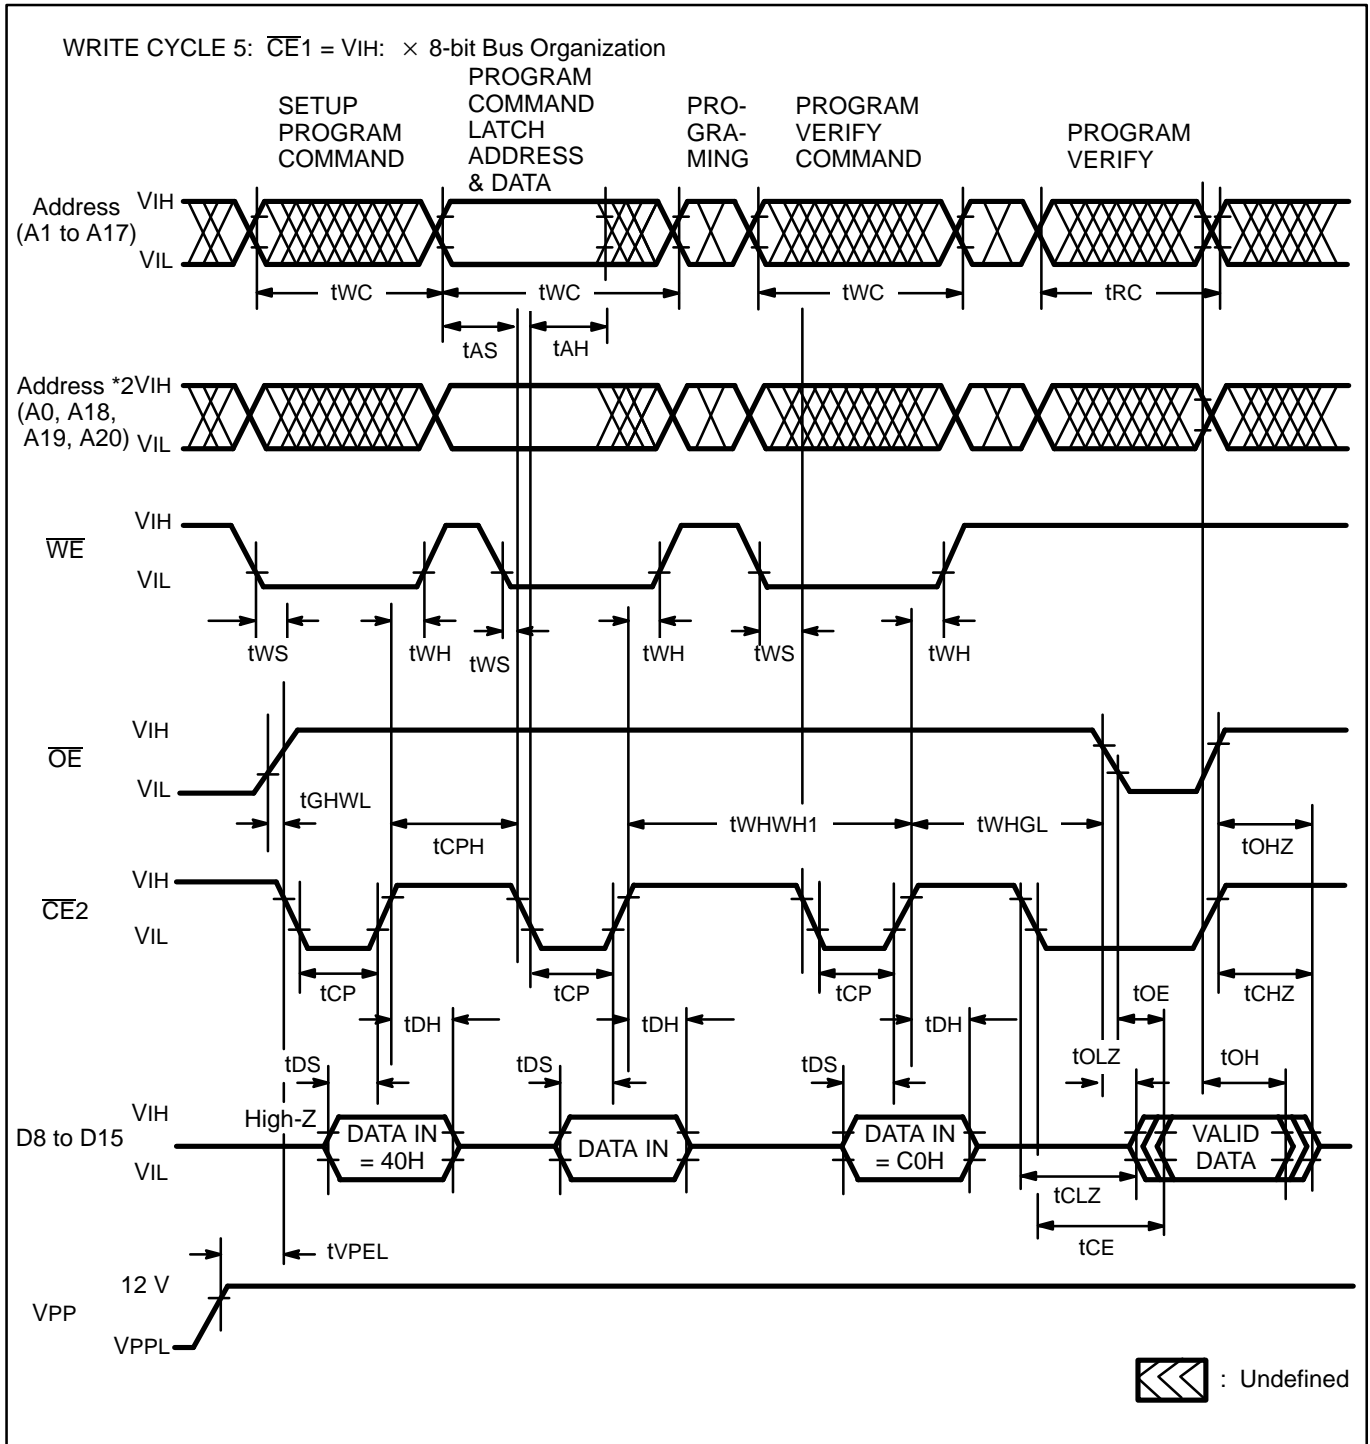 WRITE CYCLE 5: CE1 = VIH: × 8-bit Bus Organization
SETUP
PROGRAM
COMMAND
PROGRAM
COMMAND
LATCH
ADDRESS
& DATA
PRO-
GRA-
MING
PROGRAM
VERIFY
COMMAND
PROGRAM
VERIFY
Address
(A1 to A17)
VIH
VIL
tWC
tWC
tWC
tRC
tAS
tAH
Address *2
(A0, A18,
A19, A20)
VIH
VIL
WE
VIH
VIL
tWS
tWH
tWS
tWH
tWS
tWH
OE
VIH
VIL
tGHWL
tCPH
tWHWH1
tWHGL
tOHZ
CE2
VIH
VIL
tCP
tCP
tCP
tOE
tCHZ
tDH
tDH
tDH
tDS
tDS
tDS
tOLZ
tOH
D8 to D15
VIH
VIL
High-Z
DATA IN
= 40H
DATA IN
DATA IN
= C0H
VALID
DATA
tCLZ
tCE
tVPEL
VPP
12 V
VPPL
: Undefined